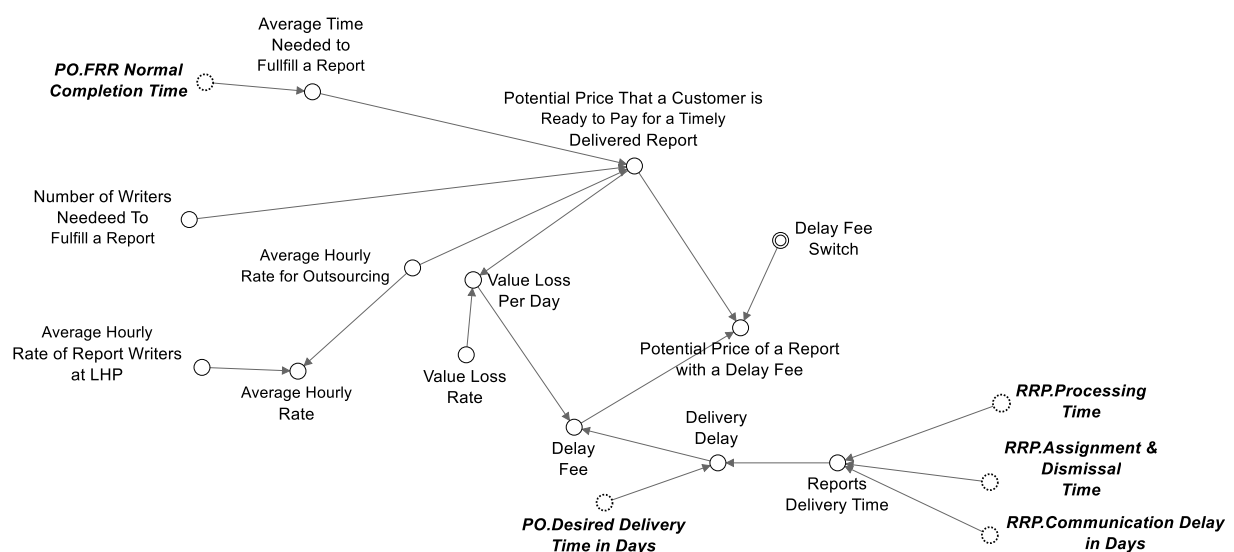 Average Time
Needed to
Fullfill a Report
PO.FRR Normal
Completion Time
Potential Price That a Customer is
Ready to Pay for a Timely
Delivered Report
Number of Writers
Needeed To
Fulfill a Report
Delay Fee
Switch
Average Hourly
Rate for Outsourcing
Value Loss
Per Day
Average Hourly
Rate of Report Writers
at LHP
Potential Price of a Report
with a Delay Fee
Value Loss
Rate
Average Hourly
Rate
RRP.Processing
Time
Delivery
Delay
Delay
Fee
RRP.Assignment &
Dismissal
Time
Reports
Delivery Time
PO.Desired Delivery
Time in Days
RRP.Communication Delay
in Days